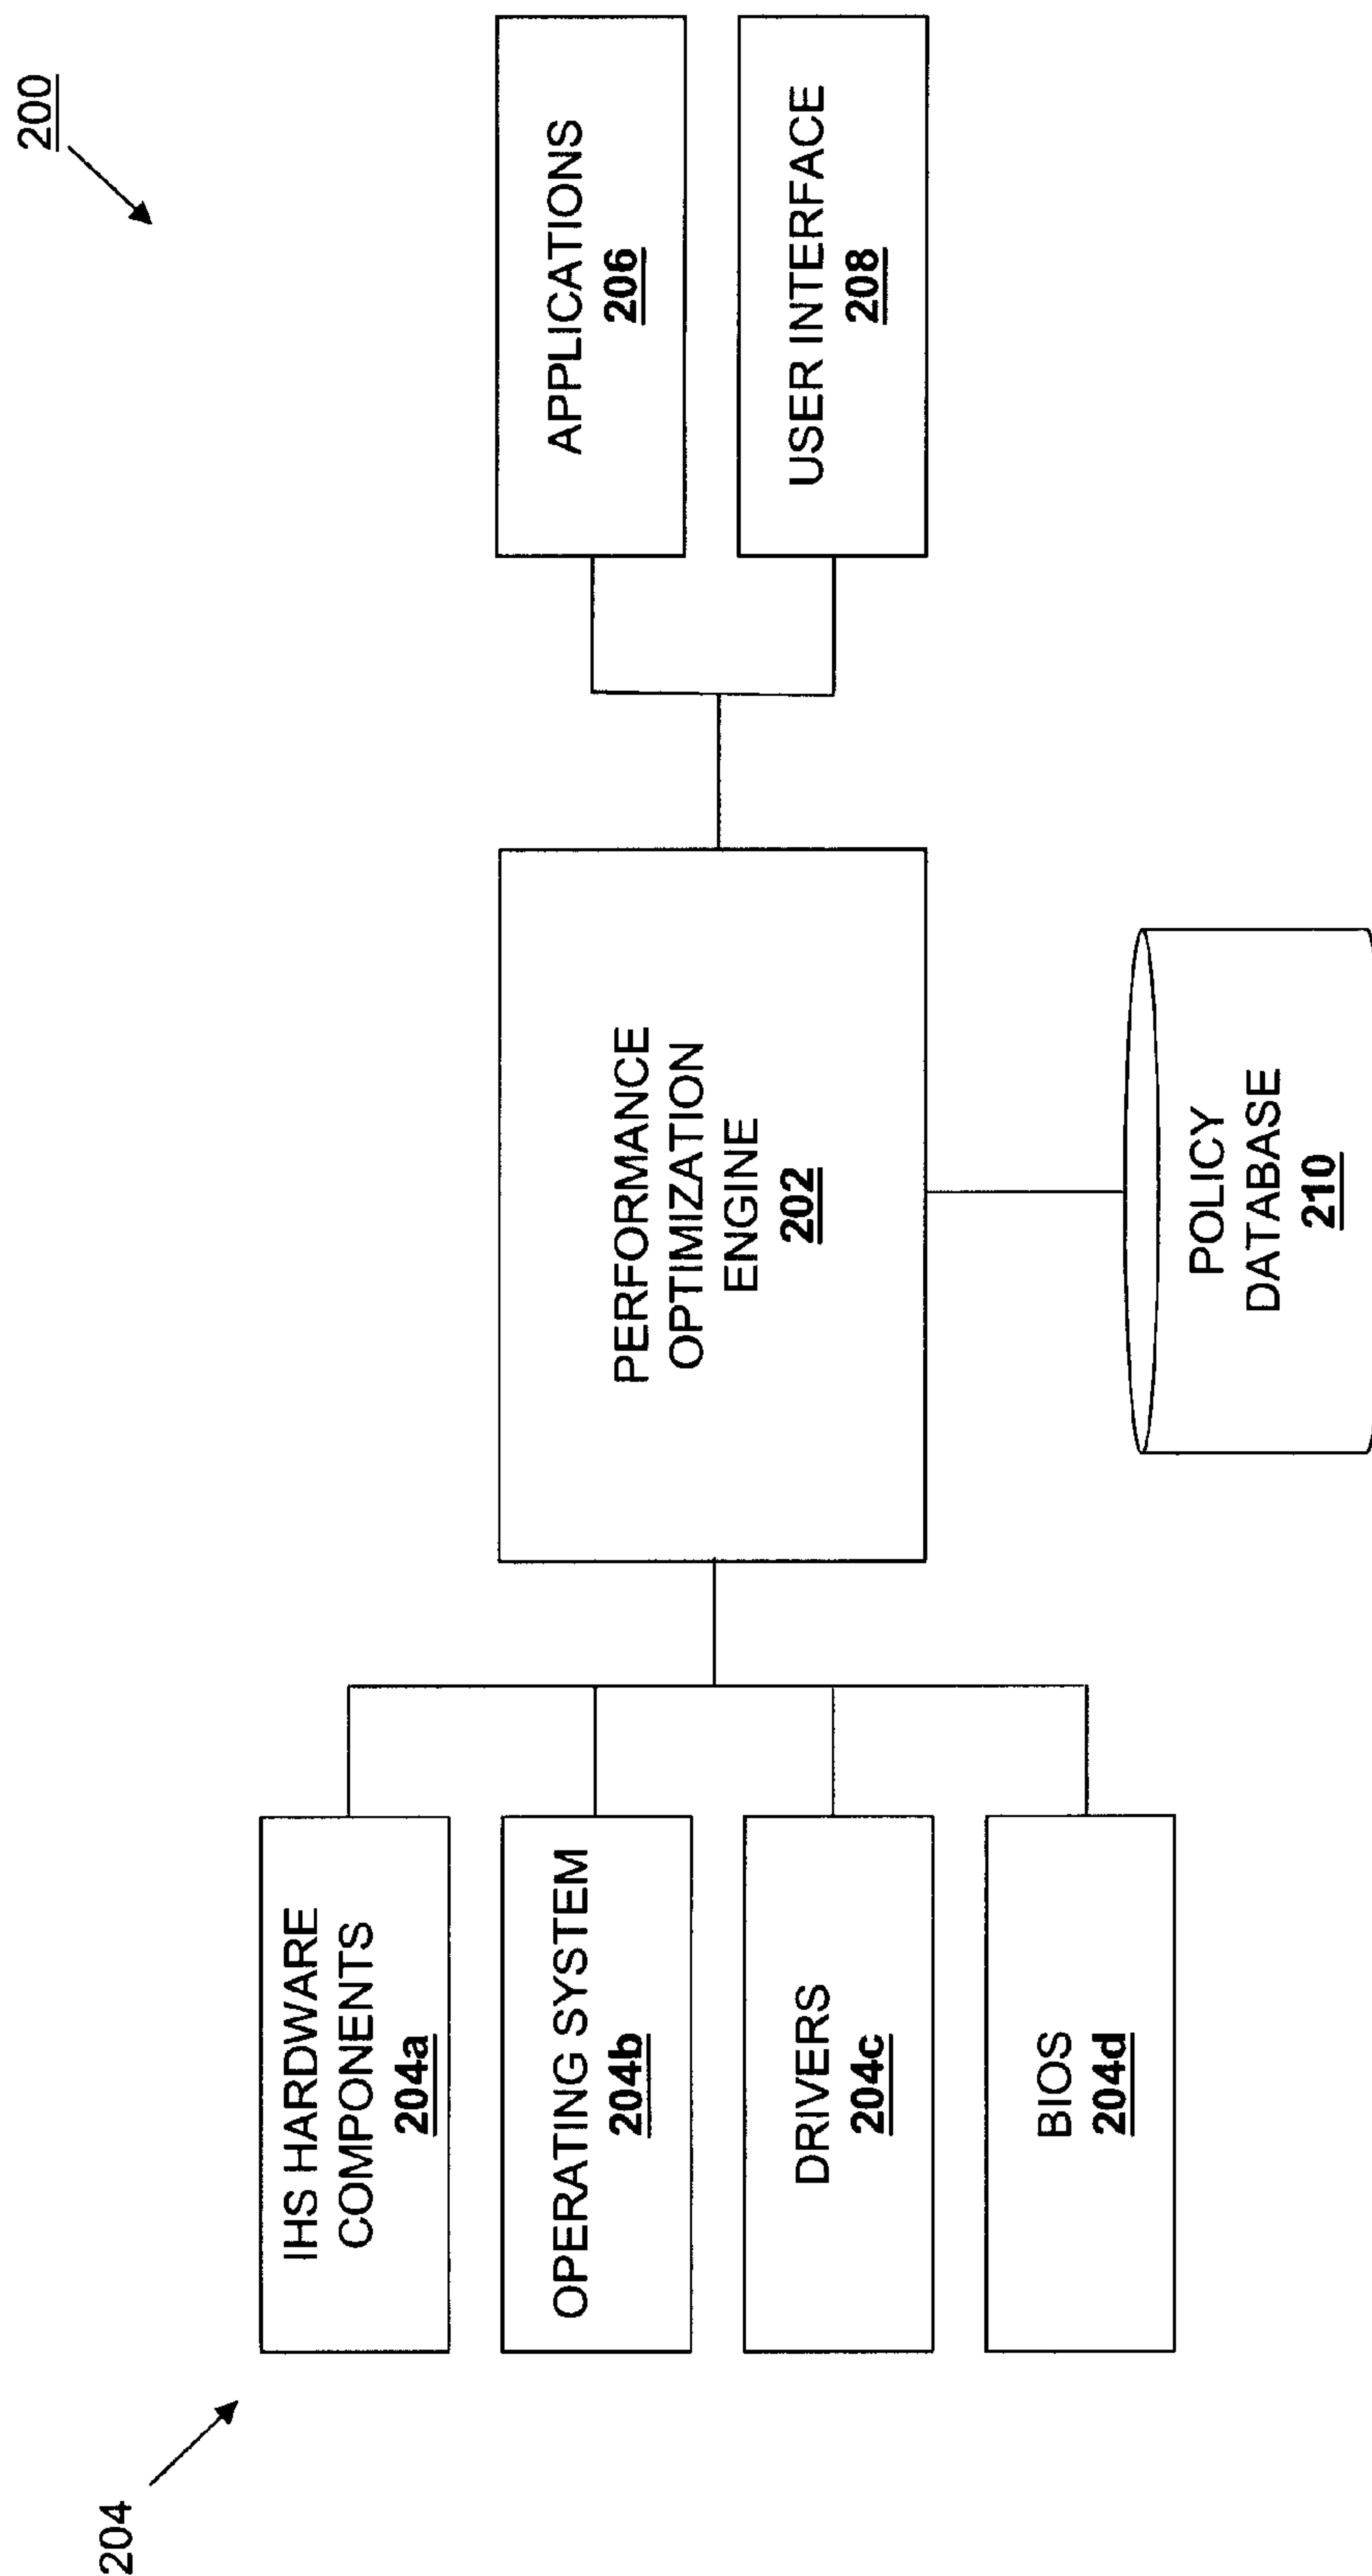 200
204
IHS HARDWARE
COMPONENTS
204a
OPERATING SYSTEM
204b
DRIVERS
204c
BIOS
204d
PERFORMANCE
OPTIMIZATION
ENGINE
202
POLICY
DATABASE
210
APPLICATIONS
206
USER INTERFACE
208